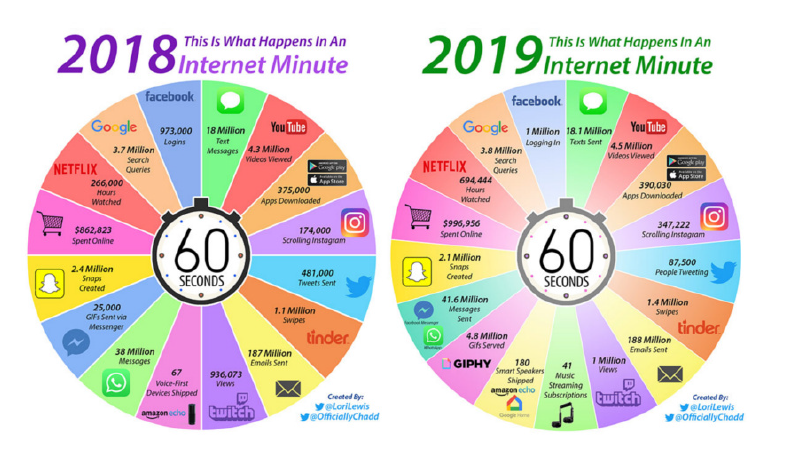 2018 This Is What Happens In An
Internet Minute
facebook
973,000
Logins
18 Million
Text
Messages
YouTube
4.3 Million
Videos Viewed
Google play
App Store
375,000
Apps Downloaded
174,000
Scrolling Instagram
481,000
Tweets Sent
1.1 Million
Swipes
tinder
187 Million
Emails Sent
936,073
Views
twitch
67
Voice-First
Devices Shipped
amazon echo
38 Million
Messages
25,000
GIFs Sent via
Messenger
2.4 Million
Snaps
Created
$862,823
Spent Online
NETFLIX
266,000
Hours
Watched
Google
3.7 Million
Search
Queries
60
SECONDS
Created By:
@LoriLewis
@OfficiallyChadd
2019 This Is What Happens In An
Internet Minute
facebook
1 Million
Logging In
18.1 Million
Texts Sent
YouTube
4.5 Million
Videos Viewed
Google play
App Store
390,030
Apps Downloaded
347,222
Scrolling Instagram
87,500
People Tweeting
1.4 Million
Swipes
tinder
188 Million
Emails Sent
1 Million
Views
twitch
41
Music
Streaming
Subscriptions
180
Smart Speakers
Shipped
amazon echo
Google Home
4.8 Million
Gifs Served
GIPHY
41.6 Million
Messages
Sent
Facebook Messenger
WhatsApp
2.1 Million
Snaps
Created
$996,956
Spent Online
NETFLIX
694,444
Hours
Watched
Google
3.8 Million
Search
Queries
60
SECONDS
Created By:
@LoriLewis
@OfficiallyChadd